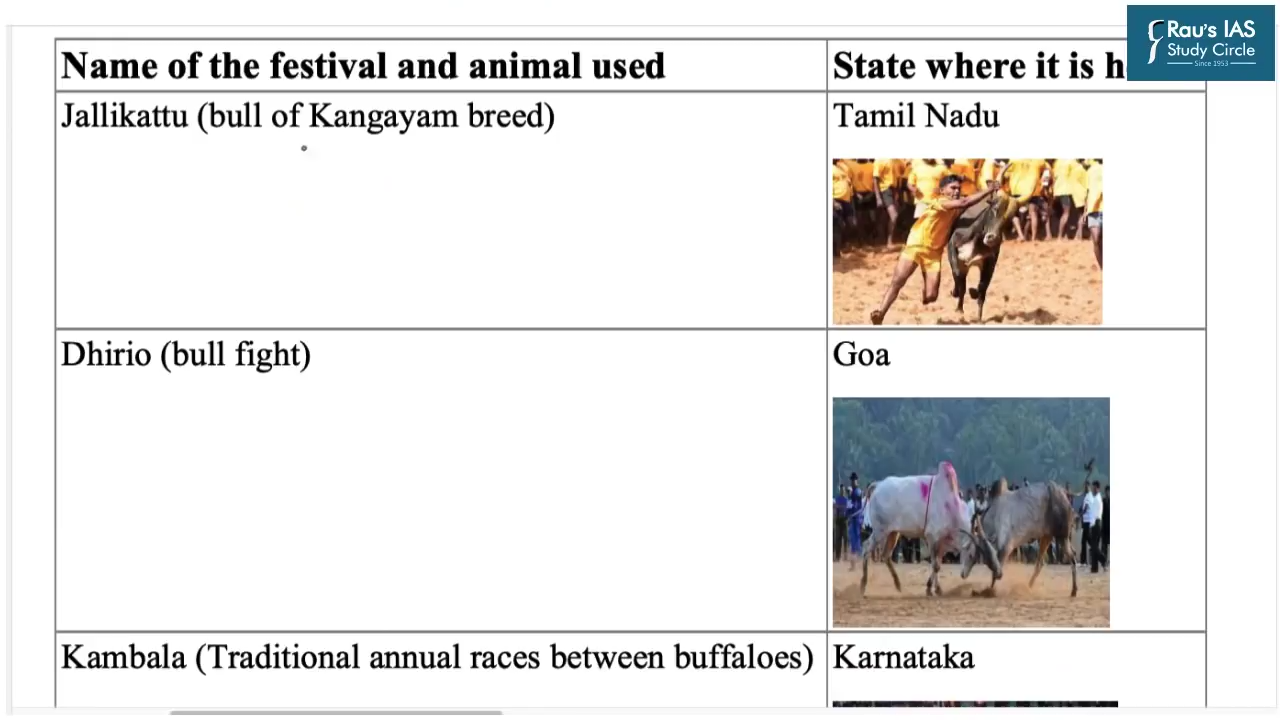 Rau's IAS
Study Circle
Since 1953
Name of the festival and animal used
State where it is h
Jallikattu (bull of Kangayam breed)
Tamil Nadu
Dhirio (bull fight)
Goa
Kambala (Traditional annual races between buffaloes)
Karnataka